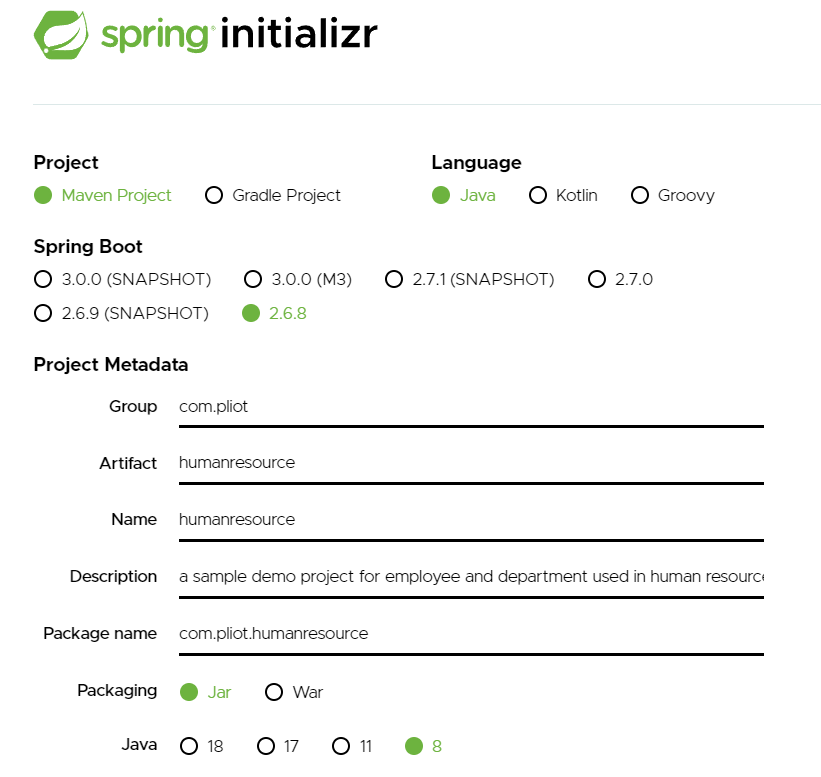 spring initializr
Project Language
Maven Project Gradle Project Java Kotlin Groovy
Spring Boot
3.0.0 (SNAPSHOT) 3.0.0 (M3) 2.7.1 (SNAPSHOT) 2.7.0
2.6.9 (SNAPSHOT) 2.6.8
Project Metadata
Group com.pliot
Artifact humanresource
Name humanresource
Description a sample demo project for employee and department used in human resource
Package name com.pliot.humanresource
Packaging Jar War
Java 18 17 11 8